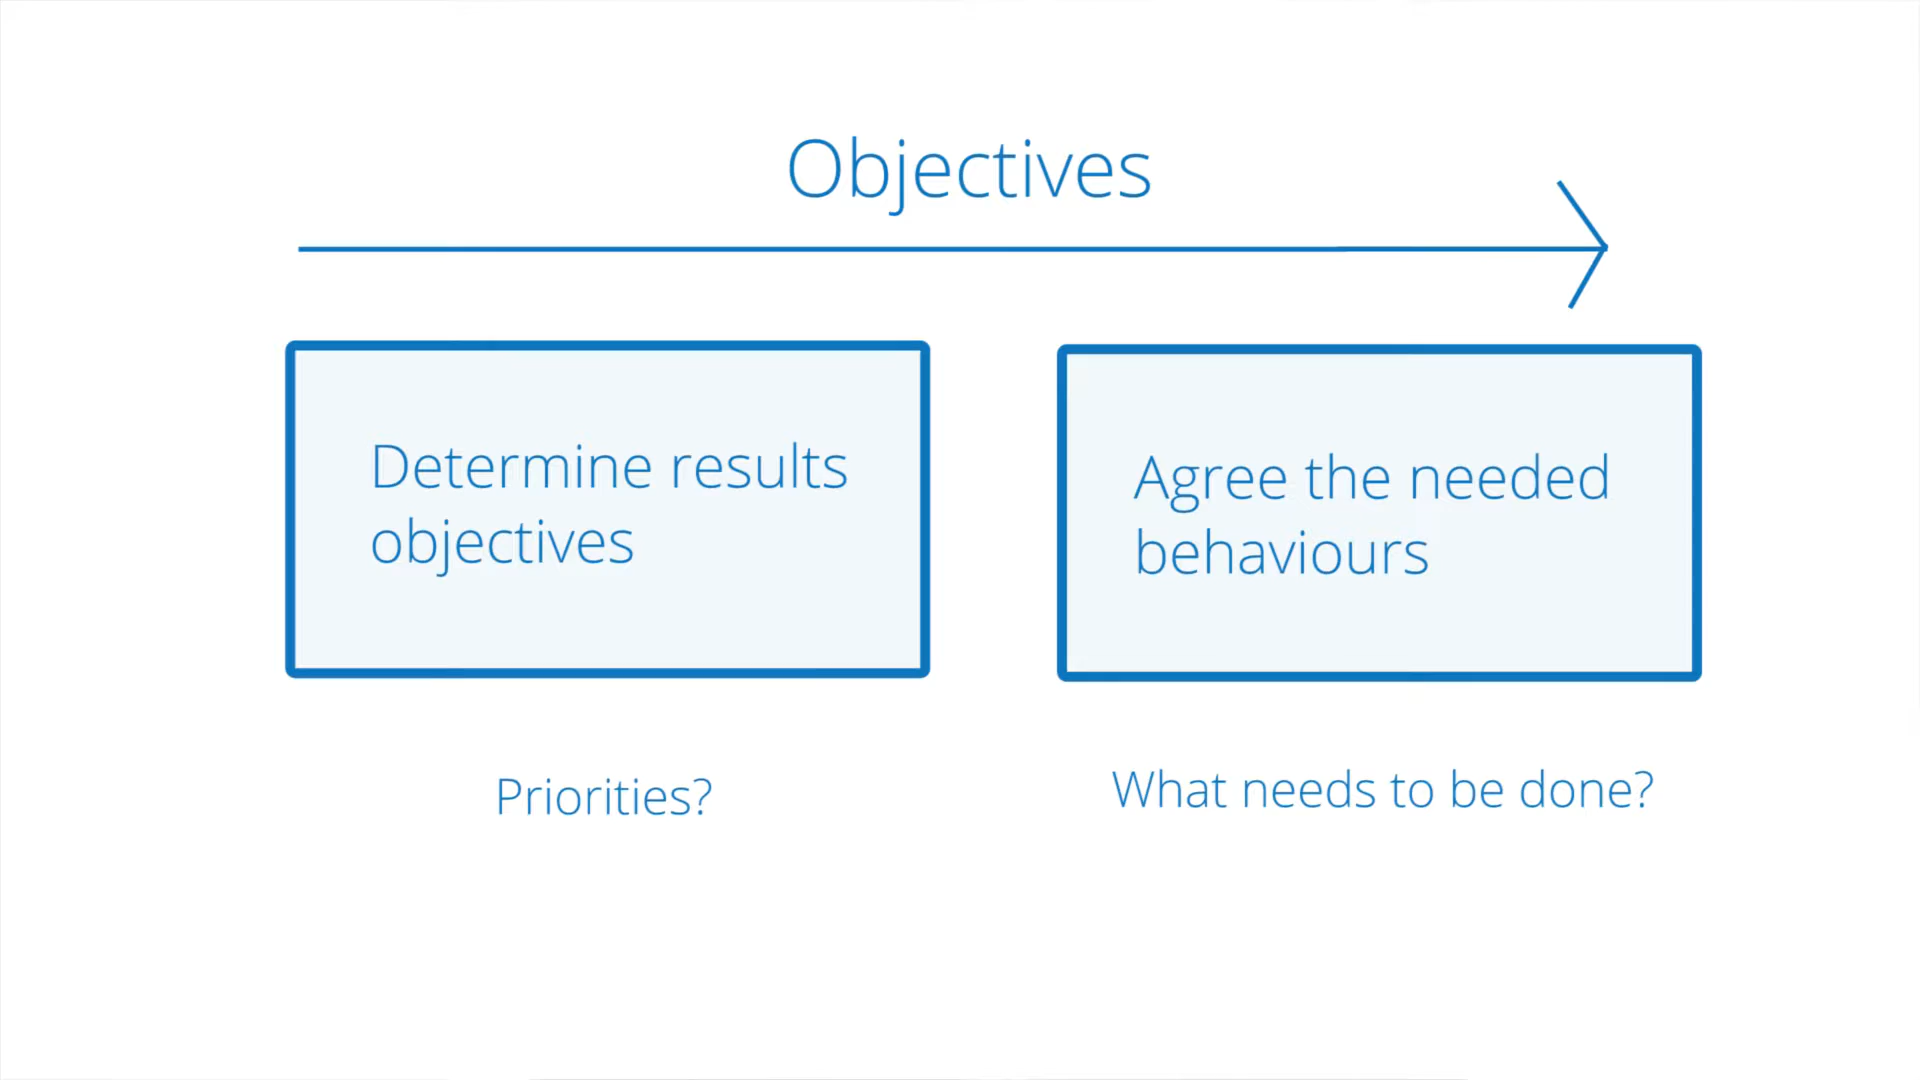 Objectives
Determine results
objectives
Agree the needed
behaviours
Priorities?
What needs to be done?